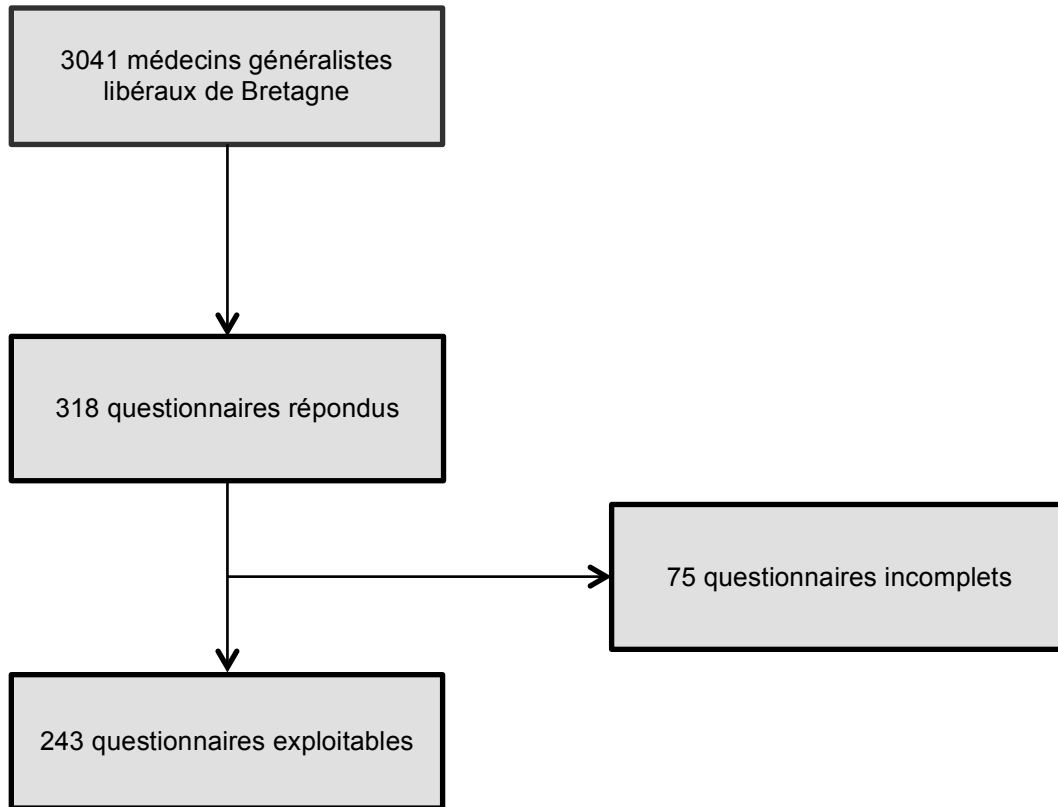 3041 médecins généralistes
libéraux de Bretagne
318 questionnaires répondus
75 questionnaires incomplets
243 questionnaires exploitables